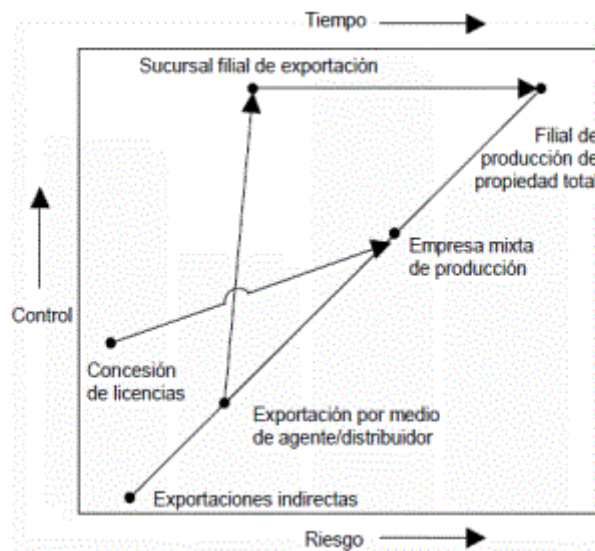 Tiempo
Sucursal filial de exportación
Filial de
producción de
propiedad total
Empresa mixta
de producción
Control
Concesión
de licencias
Exportación por medio
de agente/distribuidor
Exportaciones indirectas
Riesgo